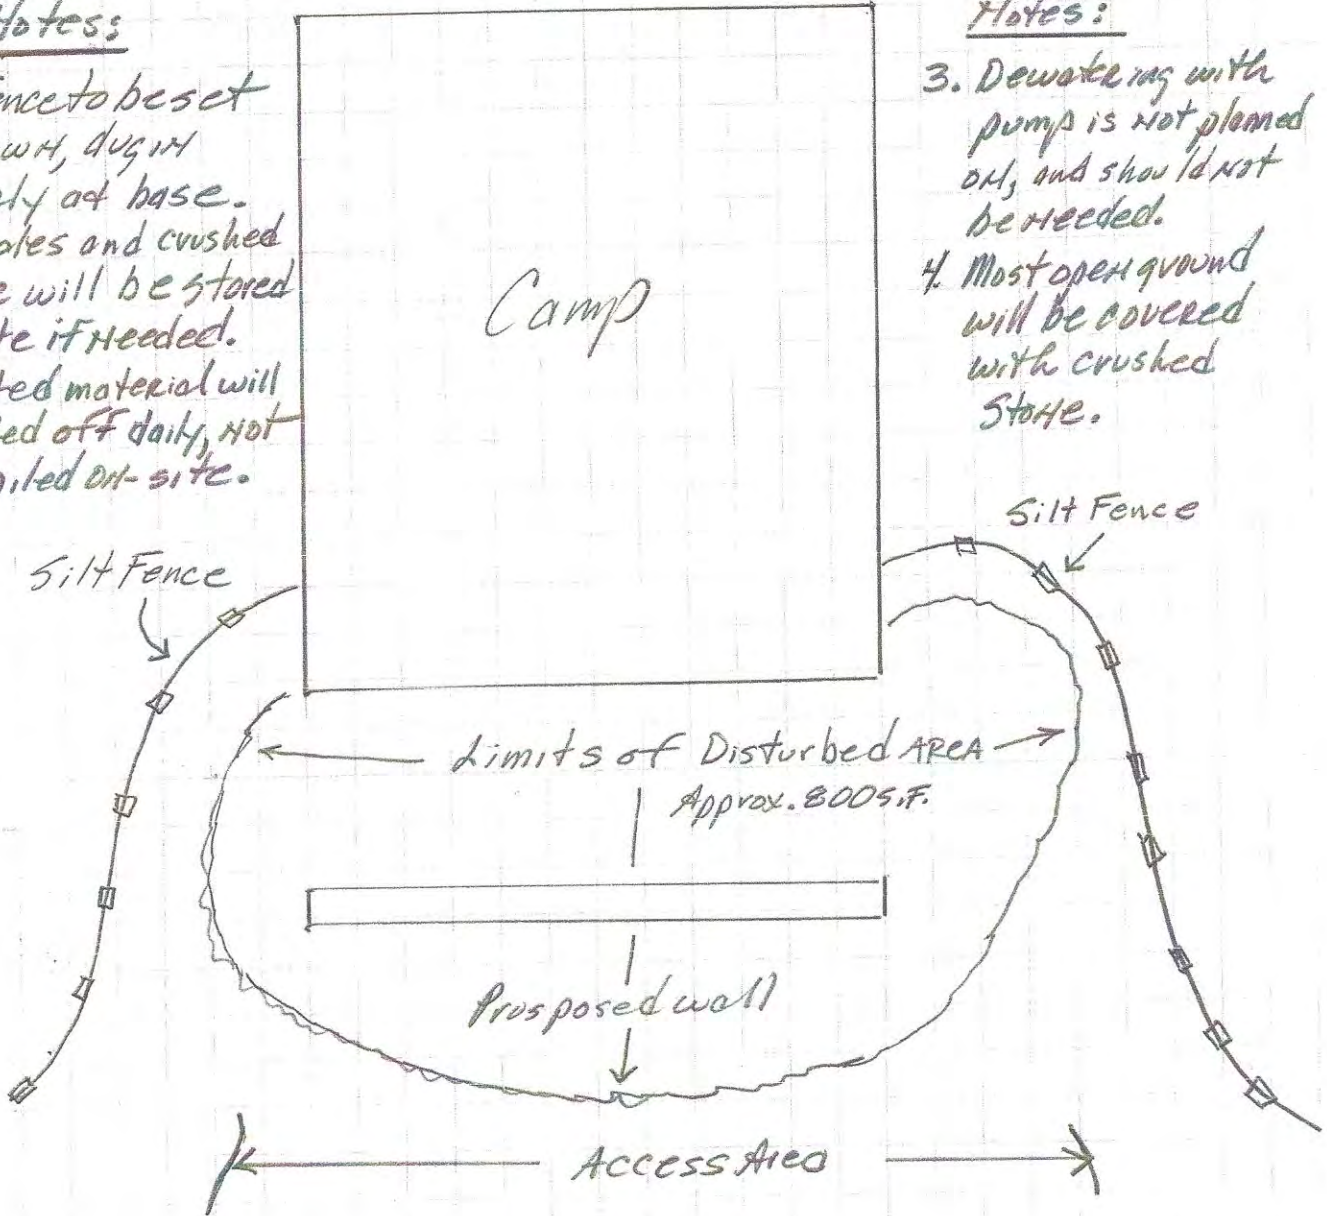 Notes:
ence to be set
wn, dug in
ely at base.
ales and crushed
e will be stored
te if needed.
ted material will
ed off daily, not
iled on-site.
Notes:
3. Dewatering with
pump is not planned
on, and should not
be needed.
4. Most open ground
will be covered
with crushed
Stone.
Camp
Silt Fence
Silt Fence
Limits of Disturbed AREA
Approx. 800 S.F.
Prosposed wall
Access Area